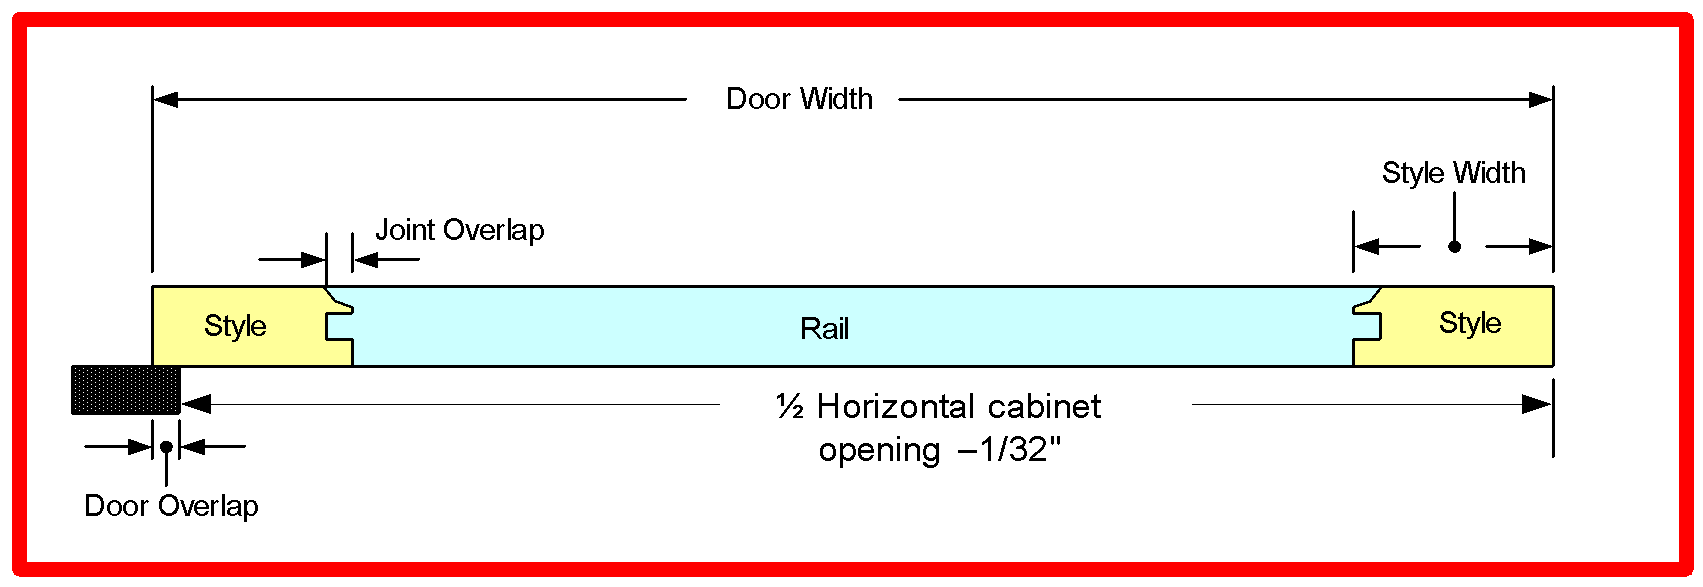 Door Width
Style Width
Joint Overlap
Style
Rail
Style
½ Horizontal cabinet
opening –1/32"
Door Overlap